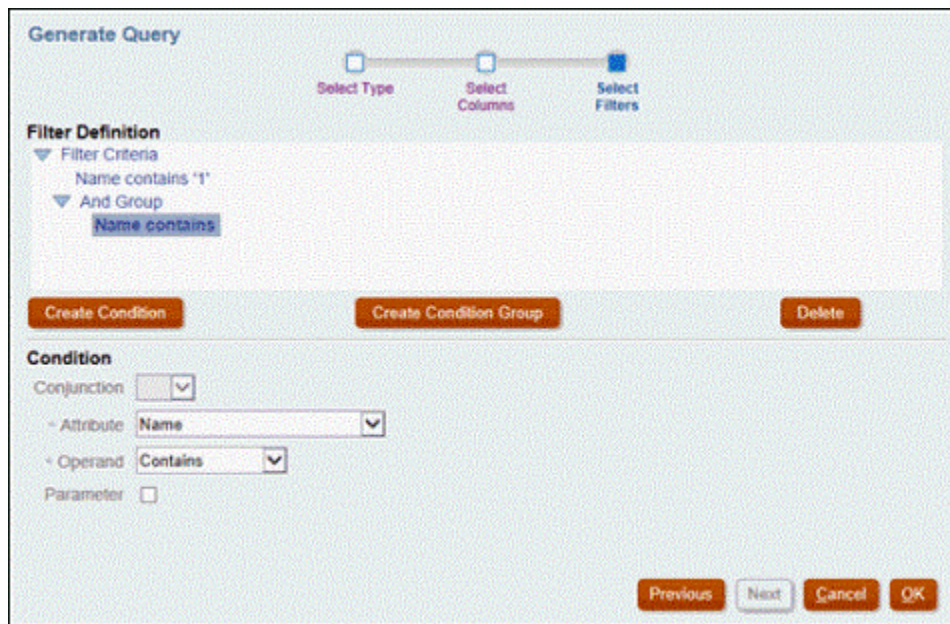 Generate Query
Select Type
Select Columns
Select Filters
Filter Definition
Filter Criteria
Name contains '1'
And Group
Name contains
Create Condition
Create Condition Group
Delete
Condition
Conjunction
* Attribute Name
* Operand Contains
Parameter
Previous Next Cancel OK